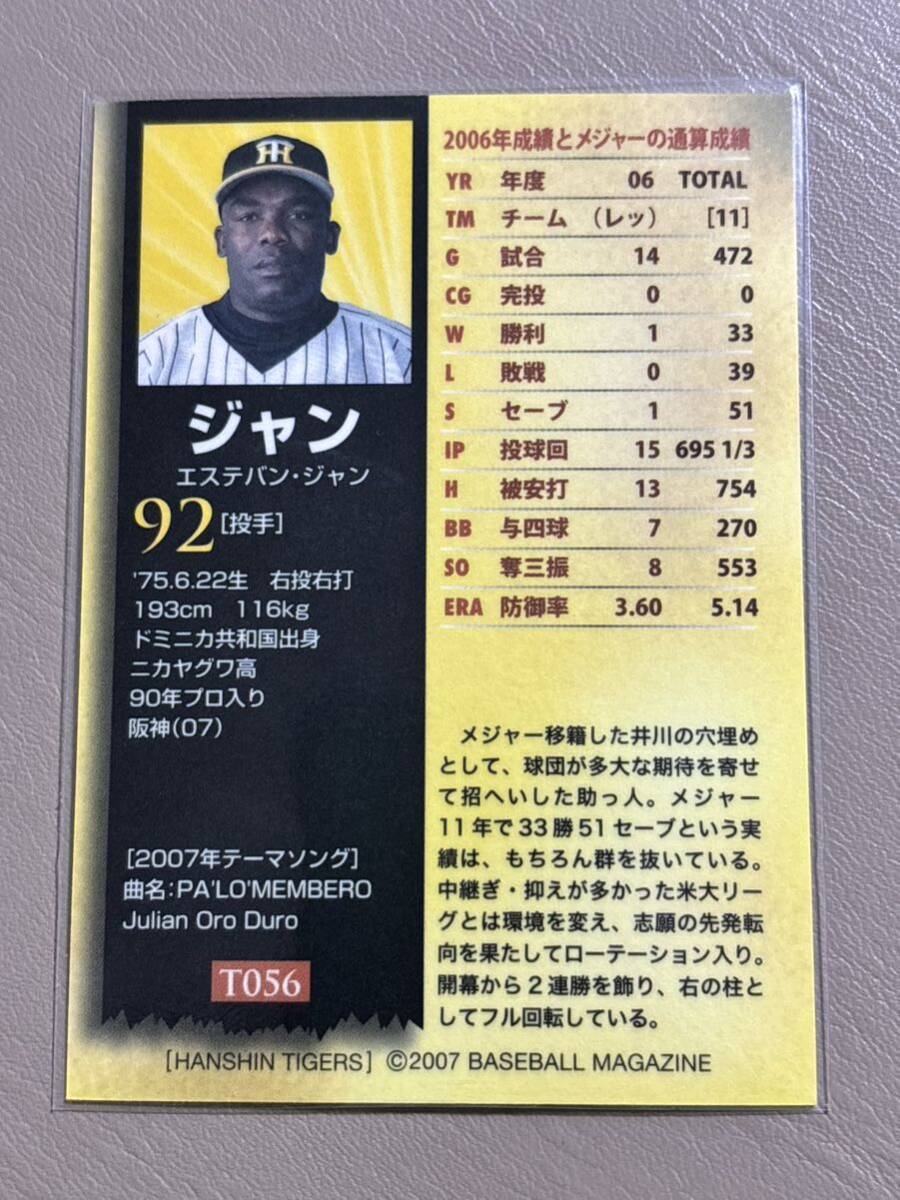 ジャン
エステバン・ジャン
92[投手]
'75.6.22生 右投右打
193cm 116kg
ドミニカ共和国出身
ニカヤグワ高
90年プロ入り
阪神(07)
[2007年テーマソング]
曲名:PA'LO'MEMBERO
Julian Oro Duro
T056
2006年成績とメジャーの通算成績
YR 年度 06 TOTAL
TM チーム (レッ) [11]
G 試合 14 472
CG 完投 0 0
W 勝利 1 33
L 敗戦 0 39
S セーブ 1 51
IP 投球回 15 695 1/3
H 被安打 13 754
BB 与四球 7 270
SO 奪三振 8 553
ERA 防御率 3.60 5.14
メジャー移籍した井川の穴埋め
として、球団が多大な期待を寄せ
て招へいした助っ人。メジャー
11年で33勝51セーブという実
績は、もちろん群を抜いている。
中継ぎ・抑えが多かった米大リー
グとは環境を変え、志願の先発転
向を果たしてローテーション入り。
開幕から2連勝を飾り、右の柱と
してフル回転している。
[HANSHIN TIGERS] ©2007 BASEBALL MAGAZINE